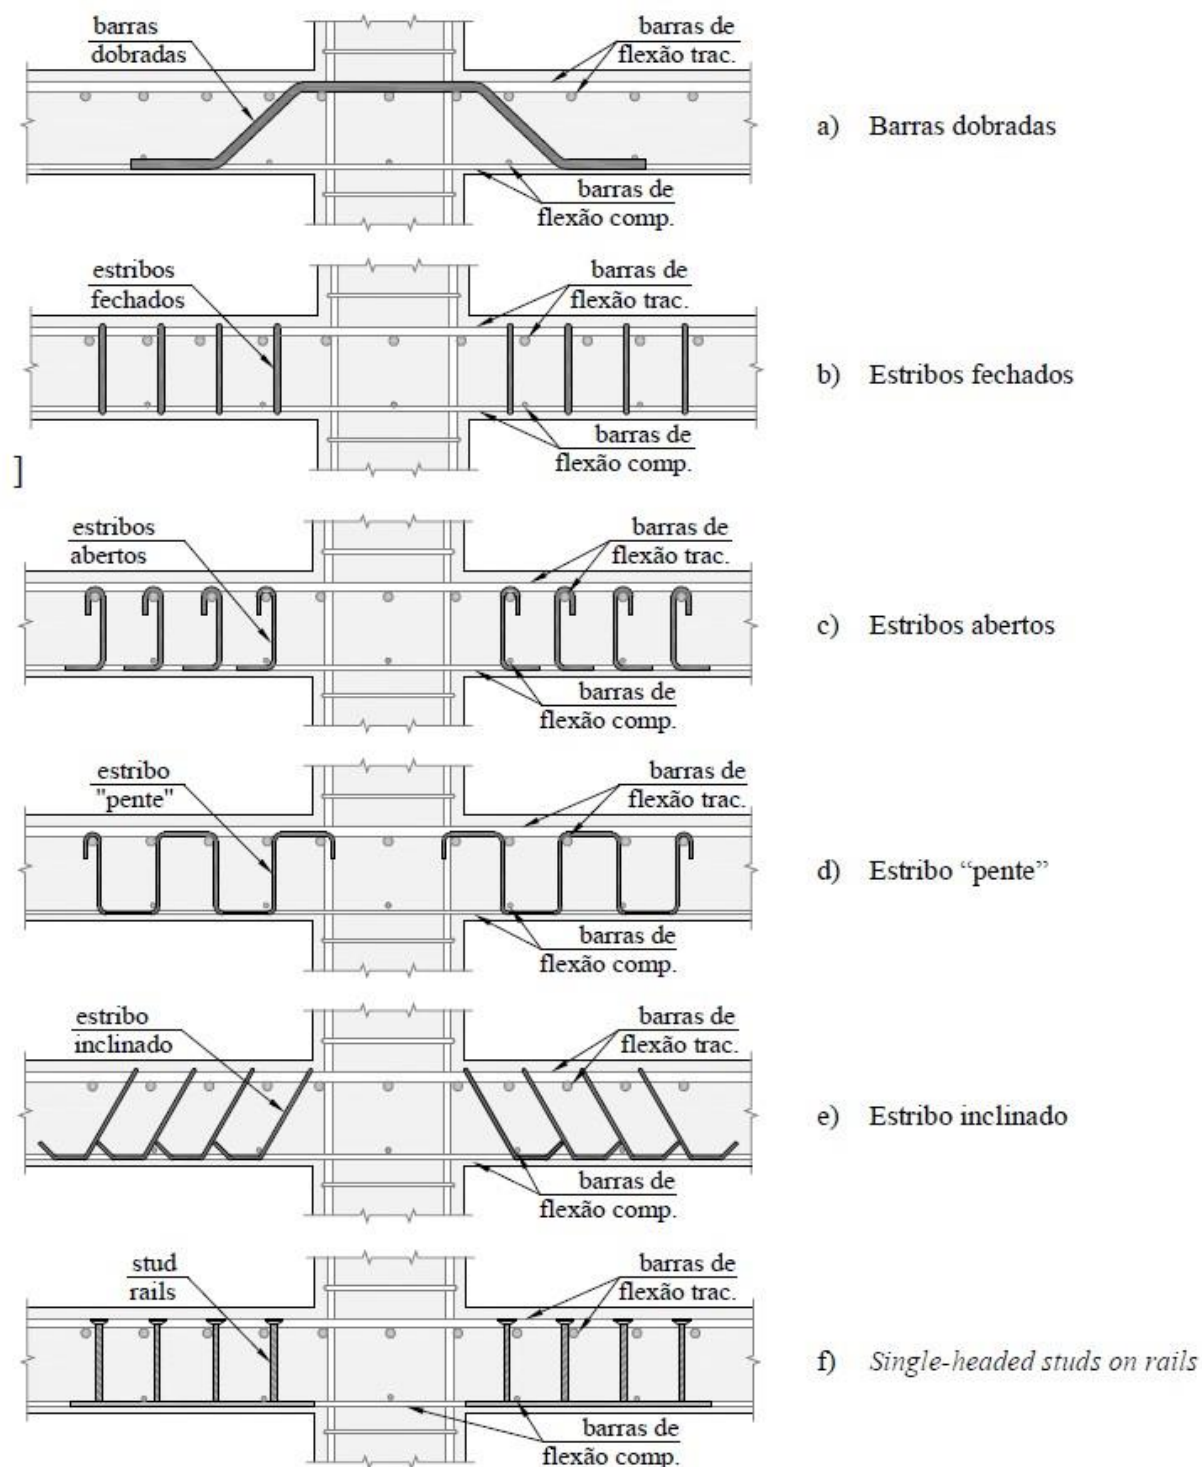 barras
dobradas
barras de
flexão trac.
a) Barras dobradas
barras de
flexão comp.
estribos
fechados
barras de
flexão trac.
b) Estribos fechados
barras de
flexão comp.
]
estribos
abertos
barras de
flexão trac.
c) Estribos abertos
barras de
flexão comp.
estribo
"pente"
barras de
flexão trac.
d) Estribo “pente”
barras de
flexão comp.
estribo
inclinado
barras de
flexão trac.
e) Estribo inclinado
barras de
flexão comp.
stud
rails
barras de
flexão trac.
f) Single-headed studs on rails
barras de
flexão comp.